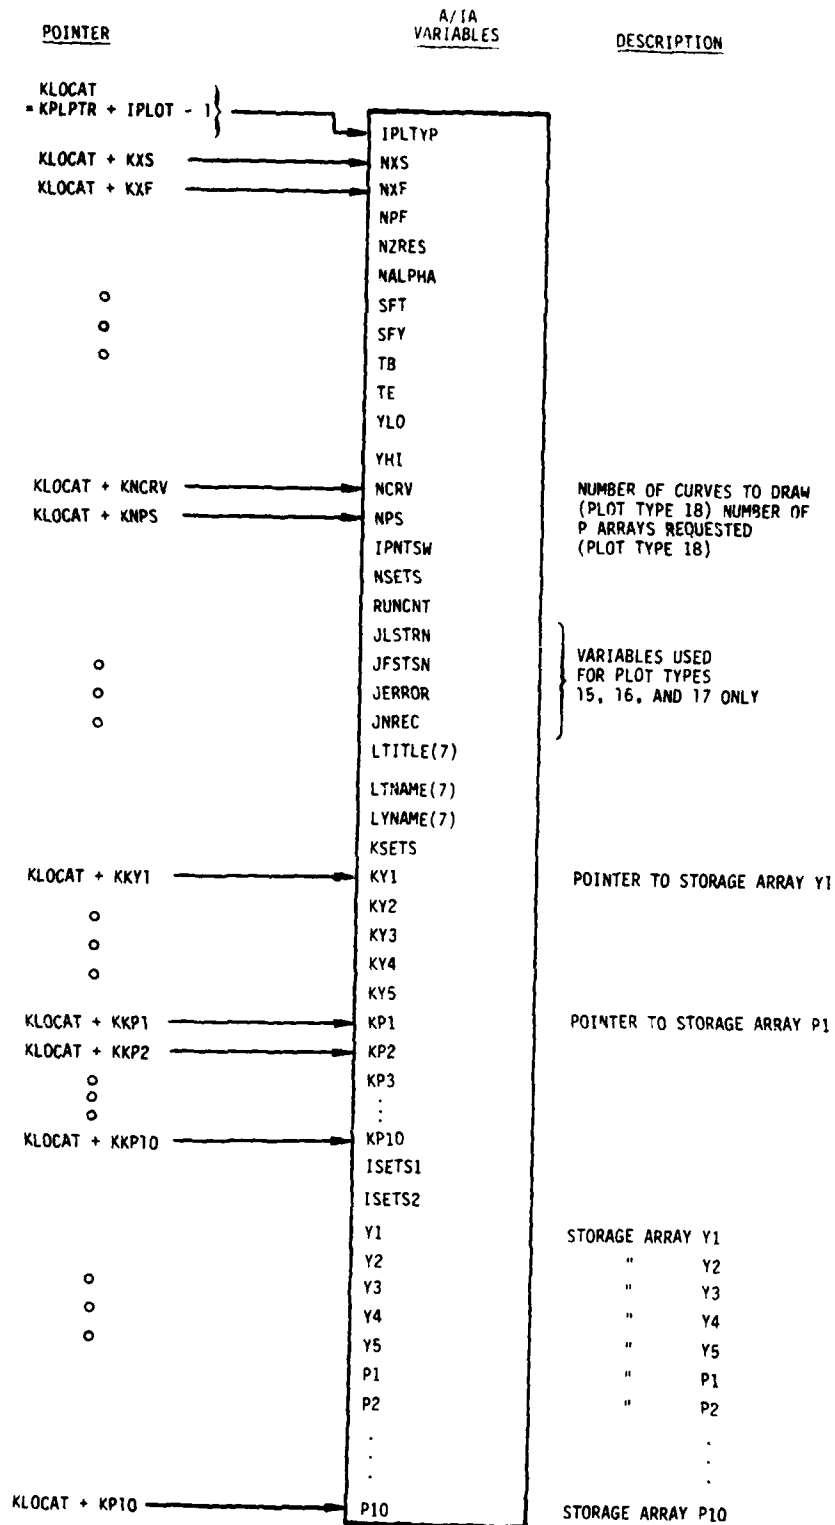 POINTER A/IA VARIABLES DESCRIPTION
KLOCAT
= KPLPTR + IPLOT - 1
IPLTYP
KLOCAT + KXS NXS
KLOCAT + KXF NXF
NPF
NZRES
NALPHA
SFT
SFY
TB
TE
YLO
YHI
KLOCAT + KNCRV NCRV NUMBER OF CURVES TO DRAW
KLOCAT + KNPS NPS (PLOT TYPE 18) NUMBER OF
P ARRAYS REQUESTED
(PLOT TYPE 18)
IPNTSW
NSETS
RUNCNT
JLSTRN
JFSTSN VARIABLES USED
JERROR FOR PLOT TYPES
JNREC 15, 16, AND 17 ONLY
LTITLE(7)
LTNAME(7)
LYNAME(7)
KSETS
KLOCAT + KKY1 KY1 POINTER TO STORAGE ARRAY Y1
KY2
KY3
KY4
KY5
KLOCAT + KKP1 KP1 POINTER TO STORAGE ARRAY P1
KLOCAT + KKP2 KP2
KP3
KLOCAT + KKP10 KP10
ISETS1
ISETS2
Y1 STORAGE ARRAY Y1
Y2 " Y2
Y3 " Y3
Y4 " Y4
Y5 " Y5
P1 " P1
P2 " P2
KLOCAT + KP10 P10 STORAGE ARRAY P10